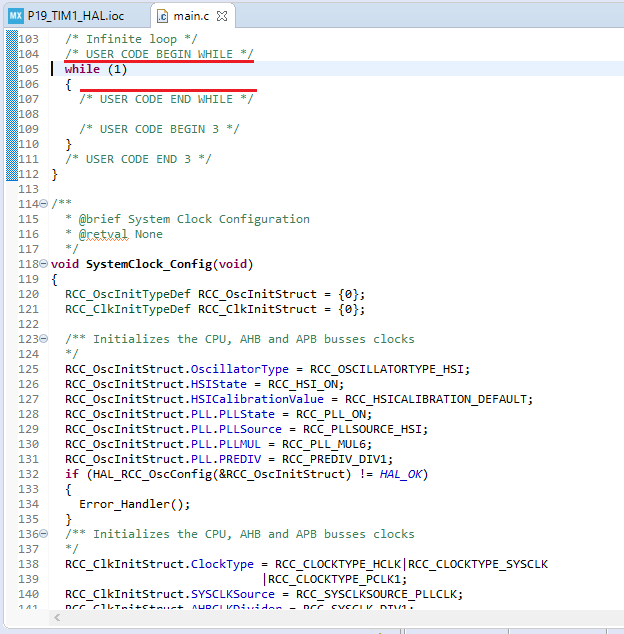 MX P19_TIM1_HAL.ioc
.c main.c
103 /* Infinite loop */
104 /* USER CODE BEGIN WHILE */
105 while (1)
106 {
107 /* USER CODE END WHILE */
108
109 /* USER CODE BEGIN 3 */
110 }
111 /* USER CODE END 3 */
112 }
113
114 /**
115 * @brief System Clock Configuration
116 * @retval None
117 */
118 void SystemClock_Config(void)
119 {
120 RCC_OscInitTypeDef RCC_OscInitStruct = {0};
121 RCC_ClkInitTypeDef RCC_ClkInitStruct = {0};
122
123 /** Initializes the CPU, AHB and APB busses clocks
124 */
125 RCC_OscInitStruct.OscillatorType = RCC_OSCILLATORTYPE_HSI;
126 RCC_OscInitStruct.HSIState = RCC_HSI_ON;
127 RCC_OscInitStruct.HSICalibrationValue = RCC_HSICALIBRATION_DEFAULT;
128 RCC_OscInitStruct.PLL.PLLState = RCC_PLL_ON;
129 RCC_OscInitStruct.PLL.PLLSource = RCC_PLLSOURCE_HSI;
130 RCC_OscInitStruct.PLL.PLLMUL = RCC_PLL_MUL6;
131 RCC_OscInitStruct.PLL.PREDIV = RCC_PREDIV_DIV1;
132 if (HAL_RCC_OscConfig(&RCC_OscInitStruct) != HAL_OK)
133 {
134 Error_Handler();
135 }
136 /** Initializes the CPU, AHB and APB busses clocks
137 */
138 RCC_ClkInitStruct.ClockType = RCC_CLOCKTYPE_HCLK|RCC_CLOCKTYPE_SYSCLK
139 |RCC_CLOCKTYPE_PCLK1;
140 RCC_ClkInitStruct.SYSCLKSource = RCC_SYSCLKSOURCE_PLLCLK;
141 RCC_ClkInitStruct.AHBCLKDivider = RCC_SYSCLK_DIV1;